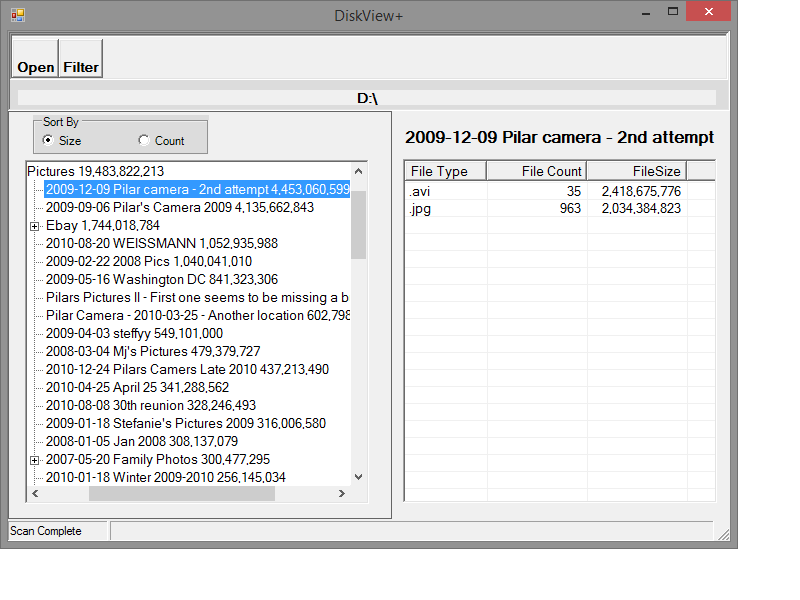 DiskView+
Open Filter
D:\
Sort By
Size Count
Pictures 19,483,822,213
2009-12-09 Pilar camera - 2nd attempt 4,453,060,599
2009-09-06 Pilar's Camera 2009 4,135,662,843
Ebay 1,744,018,784
2010-08-20 WEISSMANN 1,052,935,988
2009-02-22 2008 Pics 1,040,041,010
2009-05-16 Washington DC 841,323,306
Pilars Pictures II - First one seems to be missing a b
Pilar Camera - 2010-03-25 - Another location 602,798
2009-04-03 steffyy 549,101,000
2008-03-04 Mj's Pictures 479,379,727
2010-12-24 Pilars Camers Late 2010 437,213,490
2010-04-25 April 25 341,288,562
2010-08-08 30th reunion 328,246,493
2009-01-18 Stefanie's Pictures 2009 316,006,580
2008-01-05 Jan 2008 308,137,079
2007-05-20 Family Photos 300,477,295
2010-01-18 Winter 2009-2010 256,145,034
2009-12-09 Pilar camera - 2nd attempt
File Type File Count FileSize
.avi 35 2,418,675,776
.jpg 963 2,034,384,823
Scan Complete